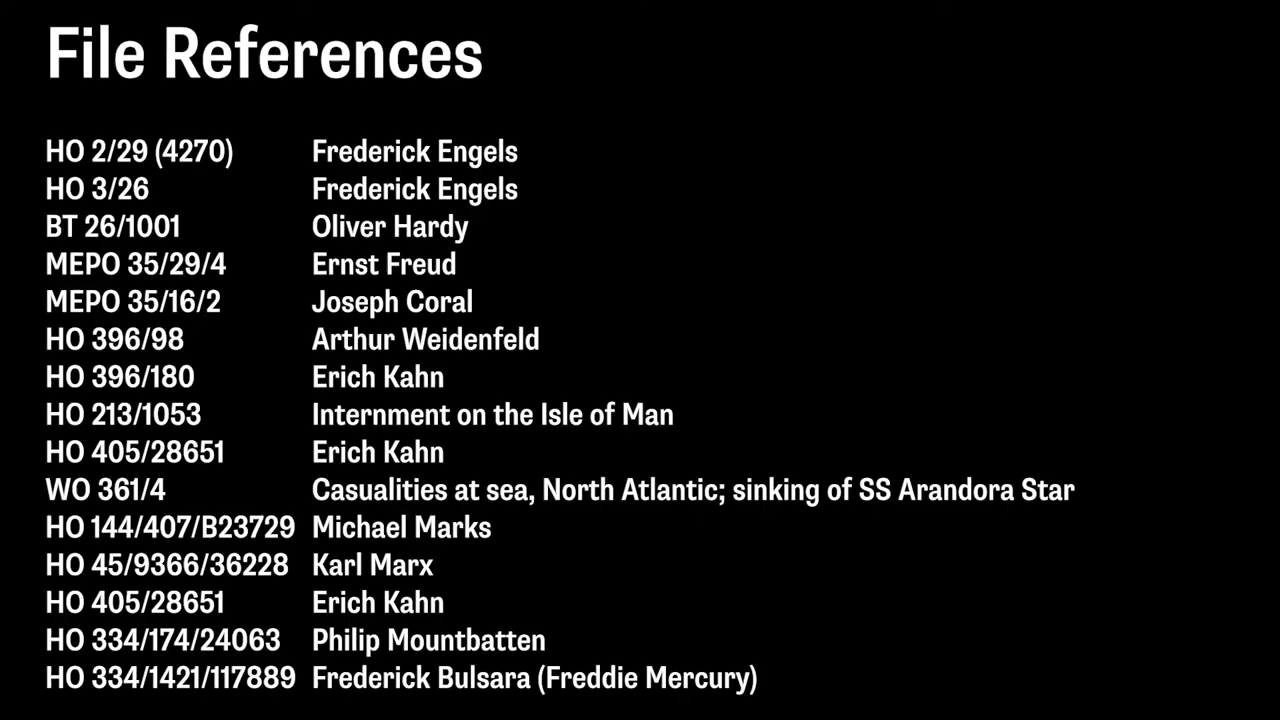 File References
HO 2/29 (4270) Frederick Engels
HO 3/26 Frederick Engels
BT 26/1001 Oliver Hardy
MEPO 35/29/4 Ernst Freud
MEPO 35/16/2 Joseph Coral
HO 396/98 Arthur Weidenfeld
HO 396/180 Erich Kahn
HO 213/1053 Internment on the Isle of Man
HO 405/28651 Erich Kahn
WO 361/4 Casualities at sea, North Atlantic; sinking of SS Arandora Star
HO 144/407/B23729 Michael Marks
HO 45/9366/36228 Karl Marx
HO 405/28651 Erich Kahn
HO 334/174/24063 Philip Mountbatten
HO 334/1421/117889 Frederick Bulsara (Freddie Mercury)